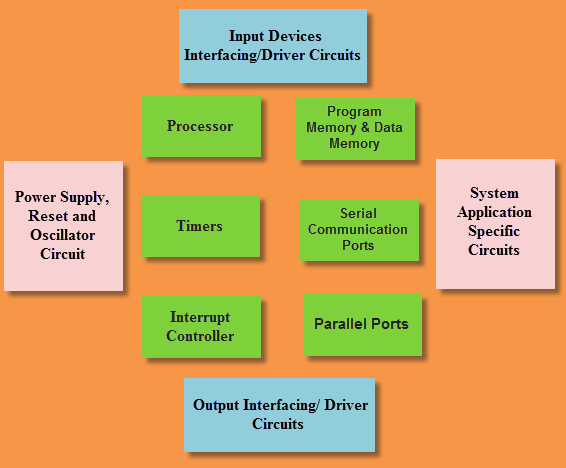 Input Devices
Interfacing/Driver Circuits
Processor
Program
Memory & Data
Memory
Power Supply,
Reset and
Oscillator
Circuit
Timers
Serial
Communication
Ports
System
Application
Specific
Circuits
Interrupt
Controller
Parallel Ports
Output Interfacing/ Driver
Circuits